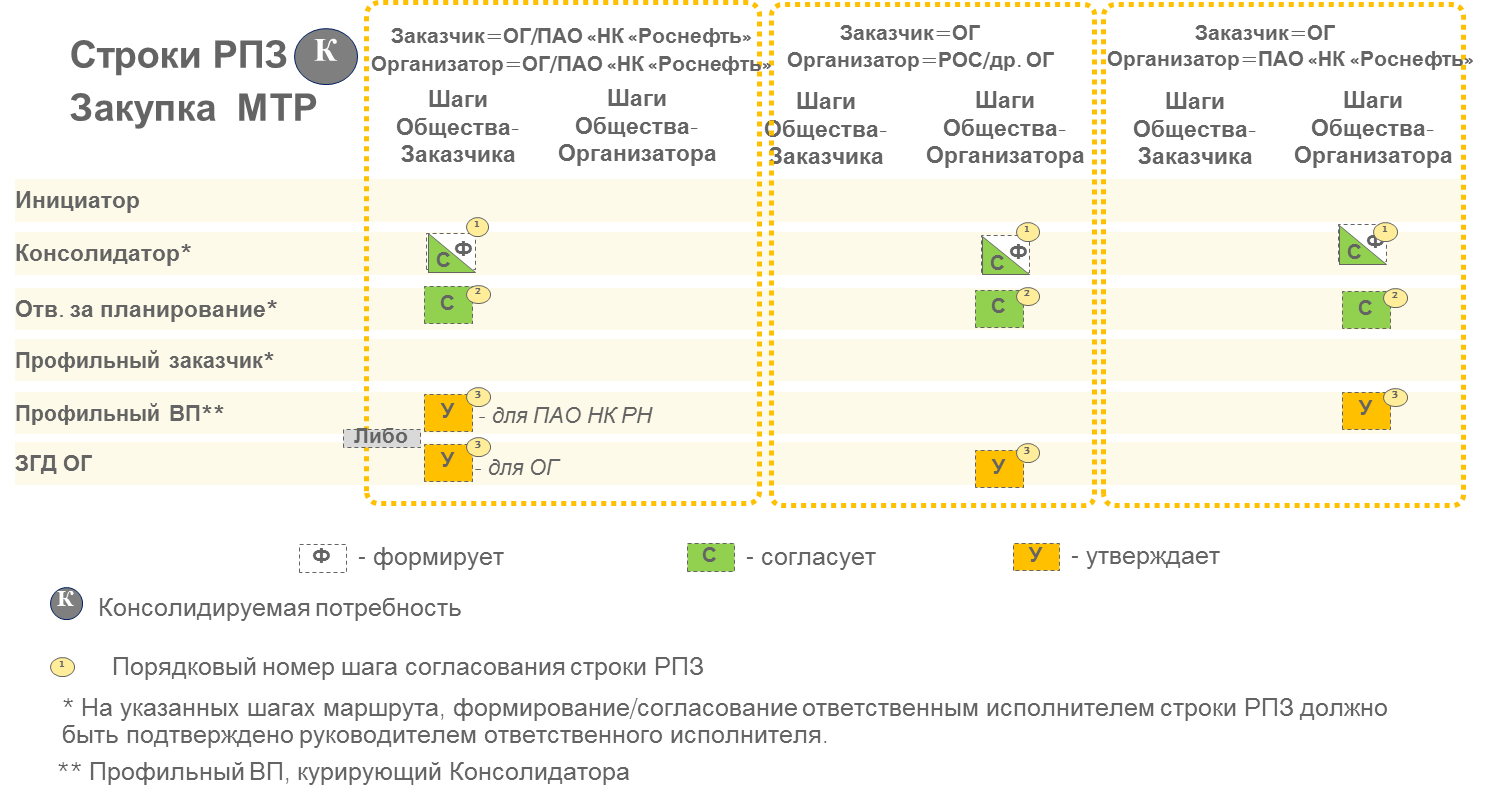 Строки РПЗ К
Закупка МТР
Заказчик=ОГ/ПАО «НК «Роснефть»
Организатор=ОГ/ПАО «НК «Роснефть»
Шаги
Общества-
Заказчика
Шаги
Общества-
Организатора
Заказчик=ОГ
Организатор=РОС/др. ОГ
Шаги
Общества-
Заказчика
Шаги
Общества-
Организатора
Заказчик=ОГ
Организатор=ПАО «НК «Роснефть»
Шаги
Общества-
Заказчика
Шаги
Общества-
Организатора
Инициатор
Консолидатор*
С Ф 1
С Ф 1
С Ф 1
Отв. за планирование*
С 2
С 2
С 2
Профильный заказчик*
Профильный ВП**
У 3 - для ПАО НК РН
У 3
Либо
ЗГД ОГ
У 3 - для ОГ
У 3
Ф - формирует
С - согласует
У - утверждает
К Консолидируемая потребность
1 Порядковый номер шага согласования строки РПЗ
* На указанных шагах маршрута, формирование/согласование ответственным исполнителем строки РПЗ должно
быть подтверждено руководителем ответственного исполнителя.
** Профильный ВП, курирующий Консолидатора